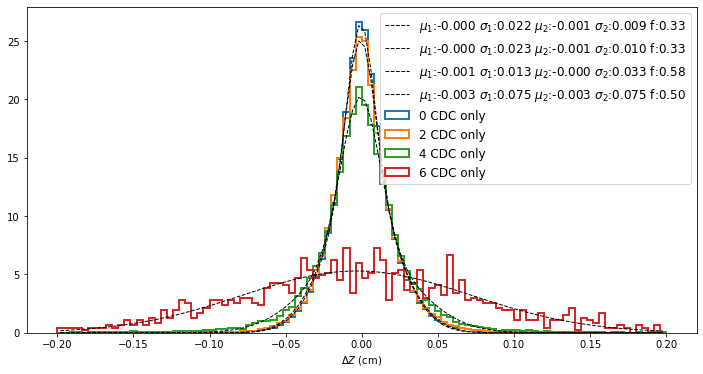 μ₁:-0.000 σ₁:0.022 μ₂:-0.001 σ₂:0.009 f:0.33
μ₁:-0.000 σ₁:0.023 μ₂:-0.001 σ₂:0.010 f:0.33
μ₁:-0.001 σ₁:0.013 μ₂:-0.000 σ₂:0.033 f:0.58
μ₁:-0.003 σ₁:0.075 μ₂:-0.003 σ₂:0.075 f:0.50
0 CDC only
2 CDC only
4 CDC only
6 CDC only
25
20
15
10
5
0
−0.20 −0.15 −0.10 −0.05 0.00 0.05 0.10 0.15 0.20
ΔZ (cm)